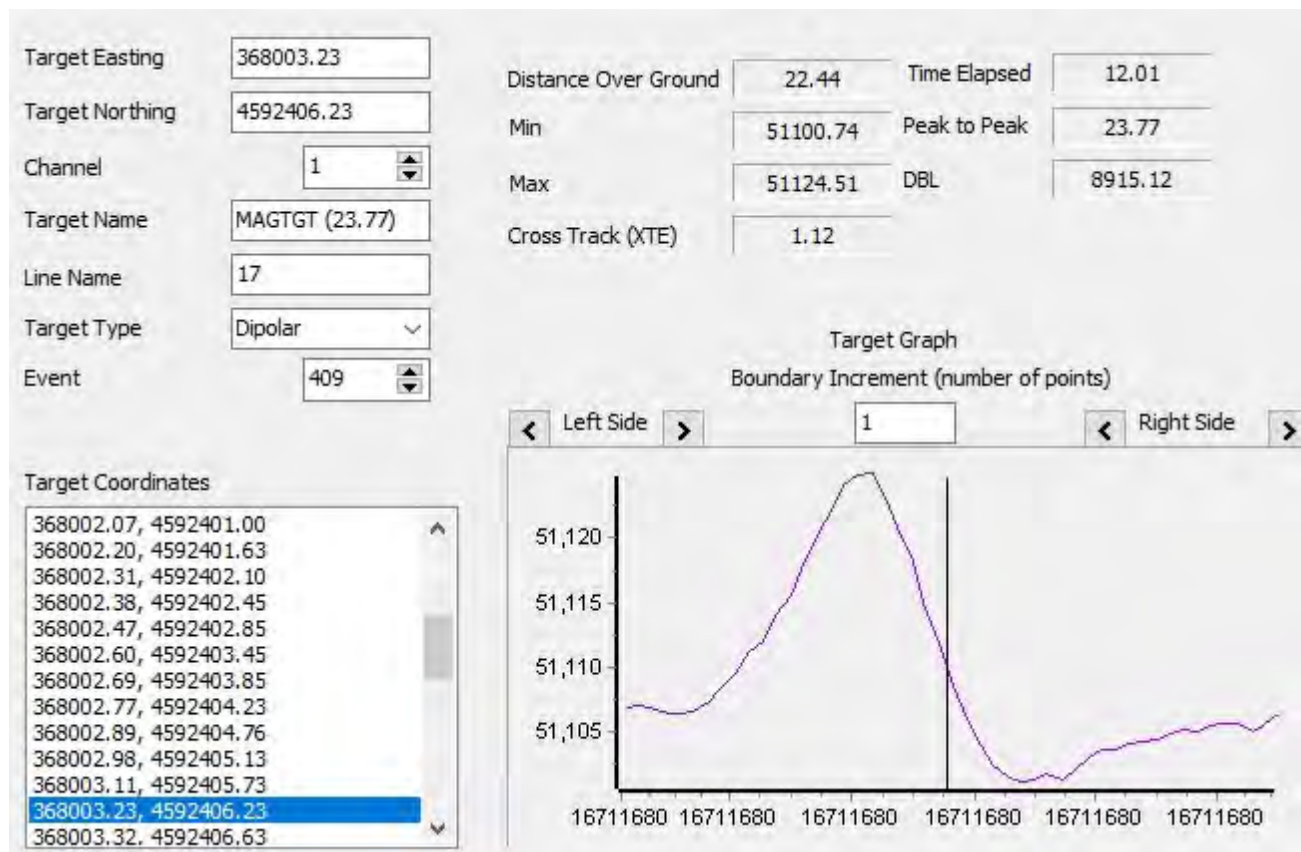 Target Easting 368003.23
Target Northing 4592406.23
Channel 1
Target Name MAGTGT (23.77)
Line Name 17
Target Type Dipolar
Event 409
Distance Over Ground 22.44 Time Elapsed 12.01
Min 51100.74 Peak to Peak 23.77
Max 51124.51 DBL 8915.12
Cross Track (XTE) 1.12
Target Coordinates
368002.07, 4592401.00
368002.20, 4592401.63
368002.31, 4592402.10
368002.38, 4592402.45
368002.47, 4592402.85
368002.60, 4592403.45
368002.69, 4592403.85
368002.77, 4592404.23
368002.89, 4592404.76
368002.98, 4592405.13
368003.11, 4592405.73
368003.23, 4592406.23
368003.32, 4592406.63
Target Graph
Boundary Increment (number of points)
Left Side 1 Right Side
51,120
51,115
51,110
51,105
16711680 16711680 16711680 16711680 16711680 16711680